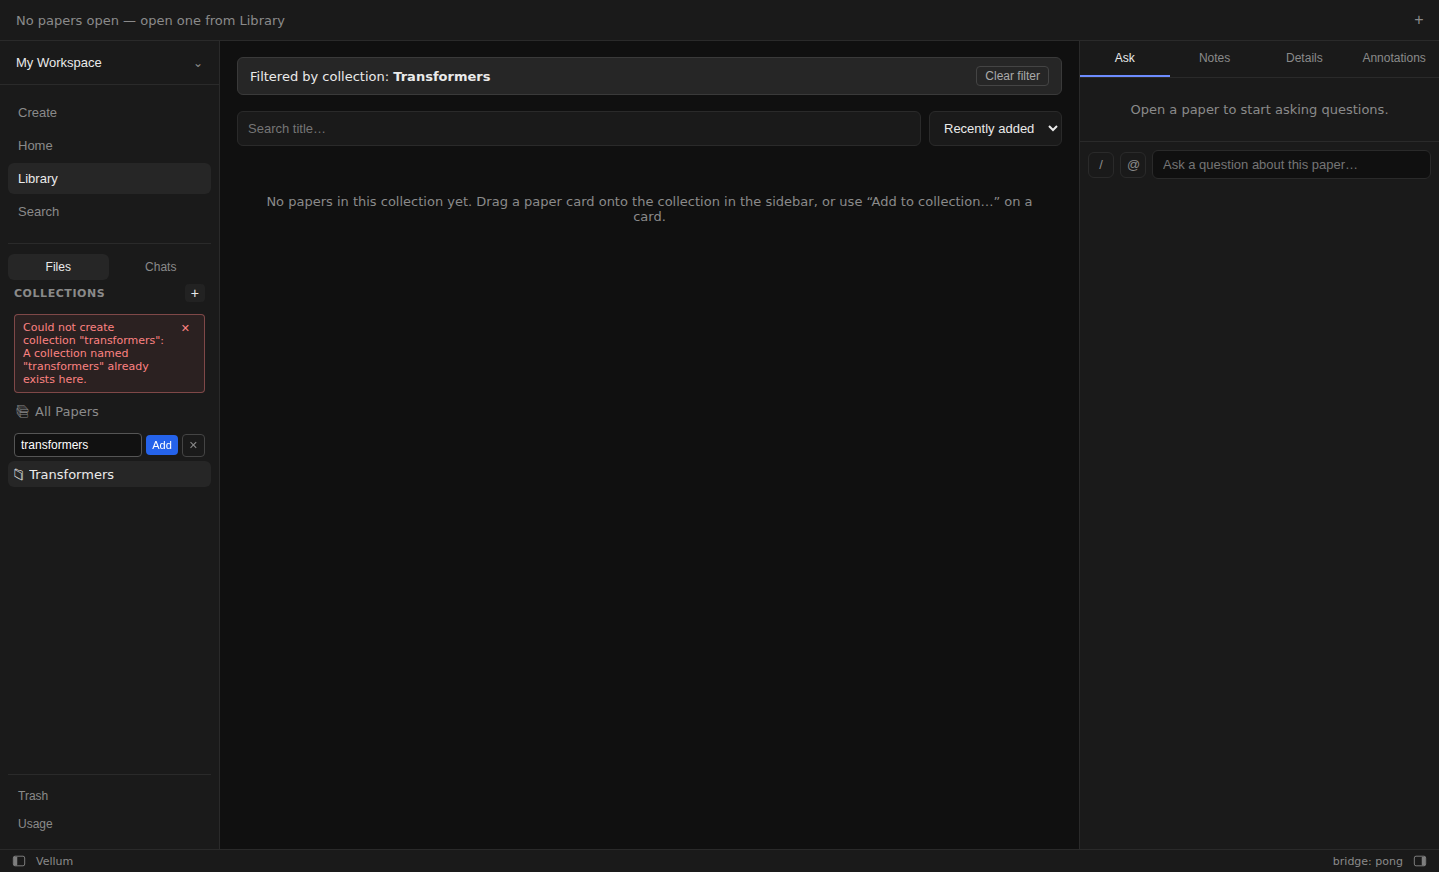 No papers open — open one from Library
+
My Workspace
Create
Home
Library
Search
Files Chats
COLLECTIONS +
Could not create
collection "transformers":
A collection named
"transformers" already
exists here.
×
All Papers
transformers Add ×
Transformers
Trash
Usage
Filtered by collection: Transformers Clear filter
Search title… Recently added
No papers in this collection yet. Drag a paper card onto the collection in the sidebar, or use “Add to collection…” on a
card.
Ask Notes Details Annotations
Open a paper to start asking questions.
/ @ Ask a question about this paper…
Vellum bridge: pong